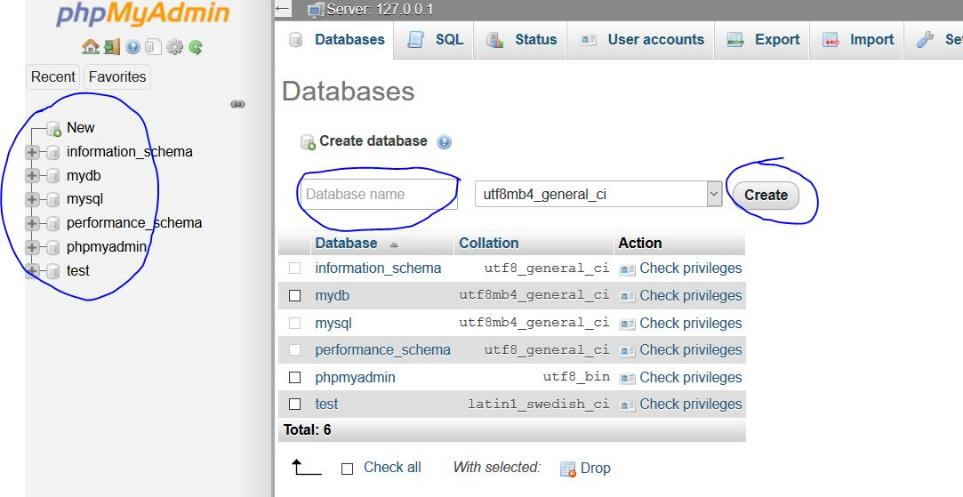 phpMyAdmin
Recent Favorites
New
information_schema
mydb
mysql
performance_schema
phpmyadmin
test
Server: 127.0.0.1
Databases SQL Status User accounts Export Import
Databases
Create database
Database name utf8mb4_general_ci Create
Database Collation Action
information_schema utf8_general_ci Check privileges
mydb utf8mb4_general_ci Check privileges
mysql utf8mb4_general_ci Check privileges
performance_schema utf8_general_ci Check privileges
phpmyadmin utf8_bin Check privileges
test latin1_swedish_ci Check privileges
Total: 6
Check all With selected: Drop